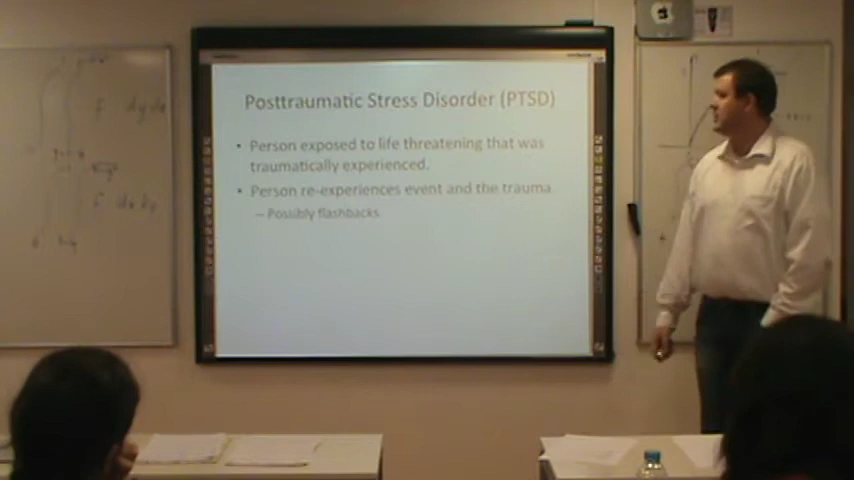 Posttraumatic Stress Disorder (PTSD)
• Person exposed to life threatening that was
traumatically experienced.
• Person re-experiences event and the trauma.
– Possibly flashbacks.